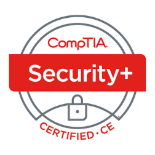 CompTIA.
Security+
CERTIFIED • CE